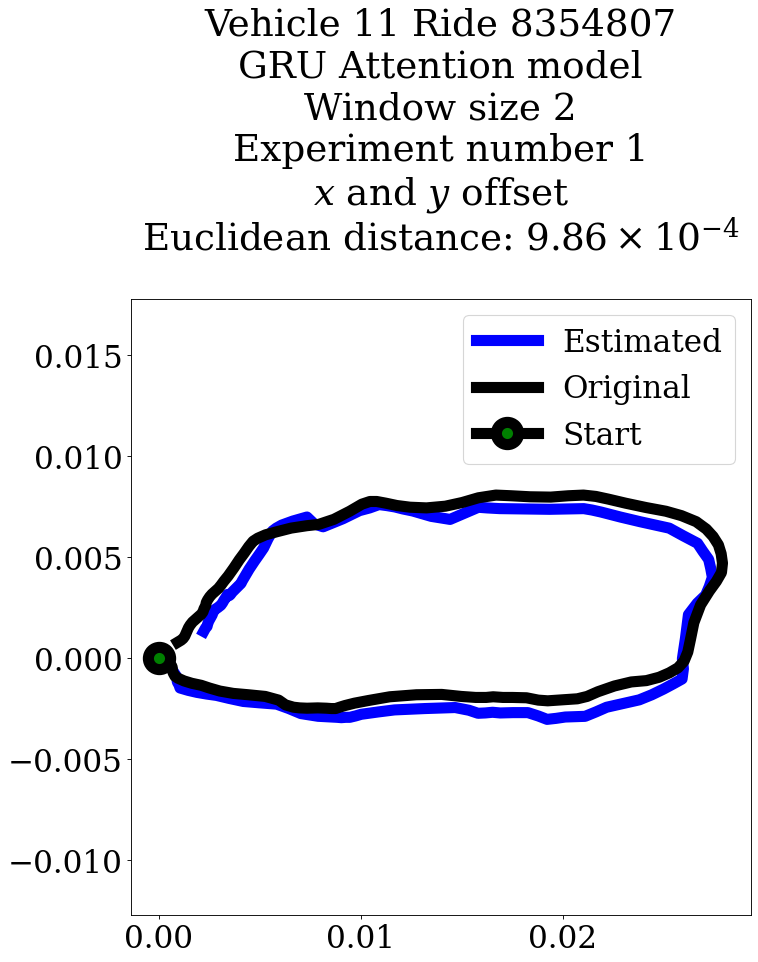 Vehicle 11 Ride 8354807
GRU Attention model
Window size 2
Experiment number 1
x and y offset
Euclidean distance: 9.86 × 10⁻⁴
Estimated
Original
Start
0.015
0.010
0.005
0.000
−0.005
−0.010
0.00 0.01 0.02